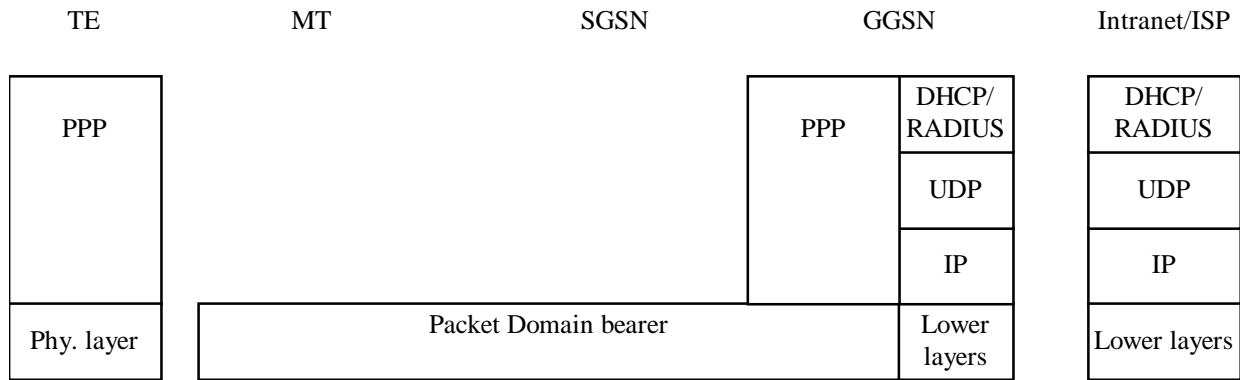 TE MT SGSN GGSN Intranet/ISP
PPP
PPP
DHCP/
RADIUS
DHCP/
RADIUS
UDP
UDP
IP
IP
Phy. layer
Packet Domain bearer
Lower
layers
Lower layers